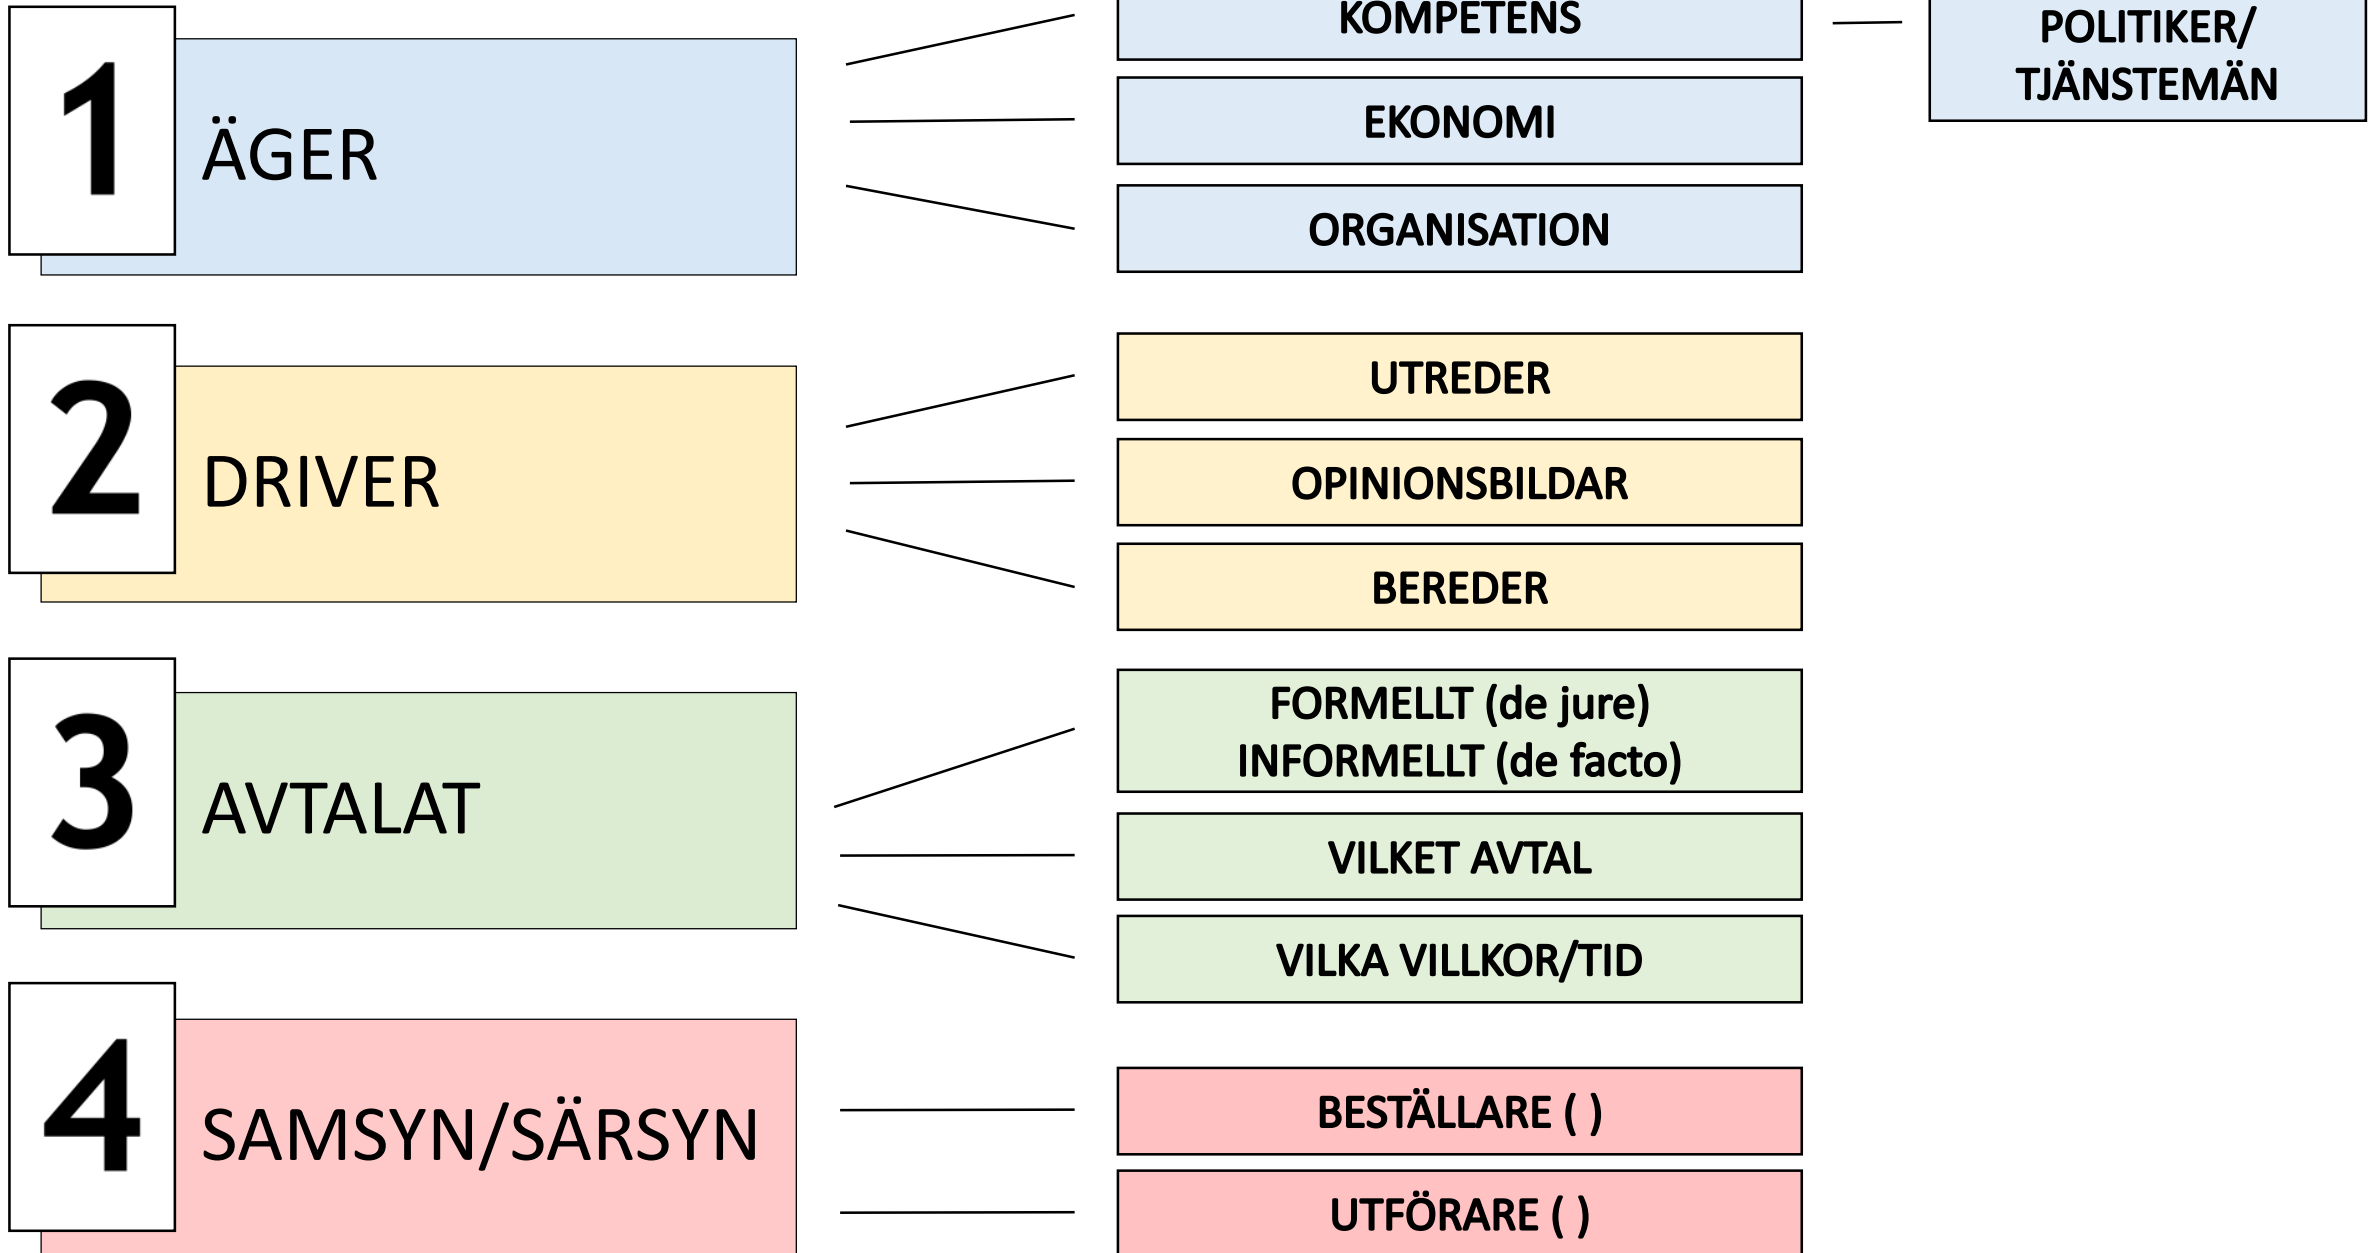 1
ÄGER
KOMPETENS
EKONOMI
ORGANISATION
POLITIKER/
TJÄNSTEMÄN
2
DRIVER
UTREDER
OPINIONSBILDAR
BEREDER
3
AVTALAT
FORMELLT (de jure)
INFORMELLT (de facto)
VILKET AVTAL
VILKA VILLKOR/TID
4
SAMSYN/SÄRSYN
BESTÄLLARE ( )
UTFÖRARE ( )